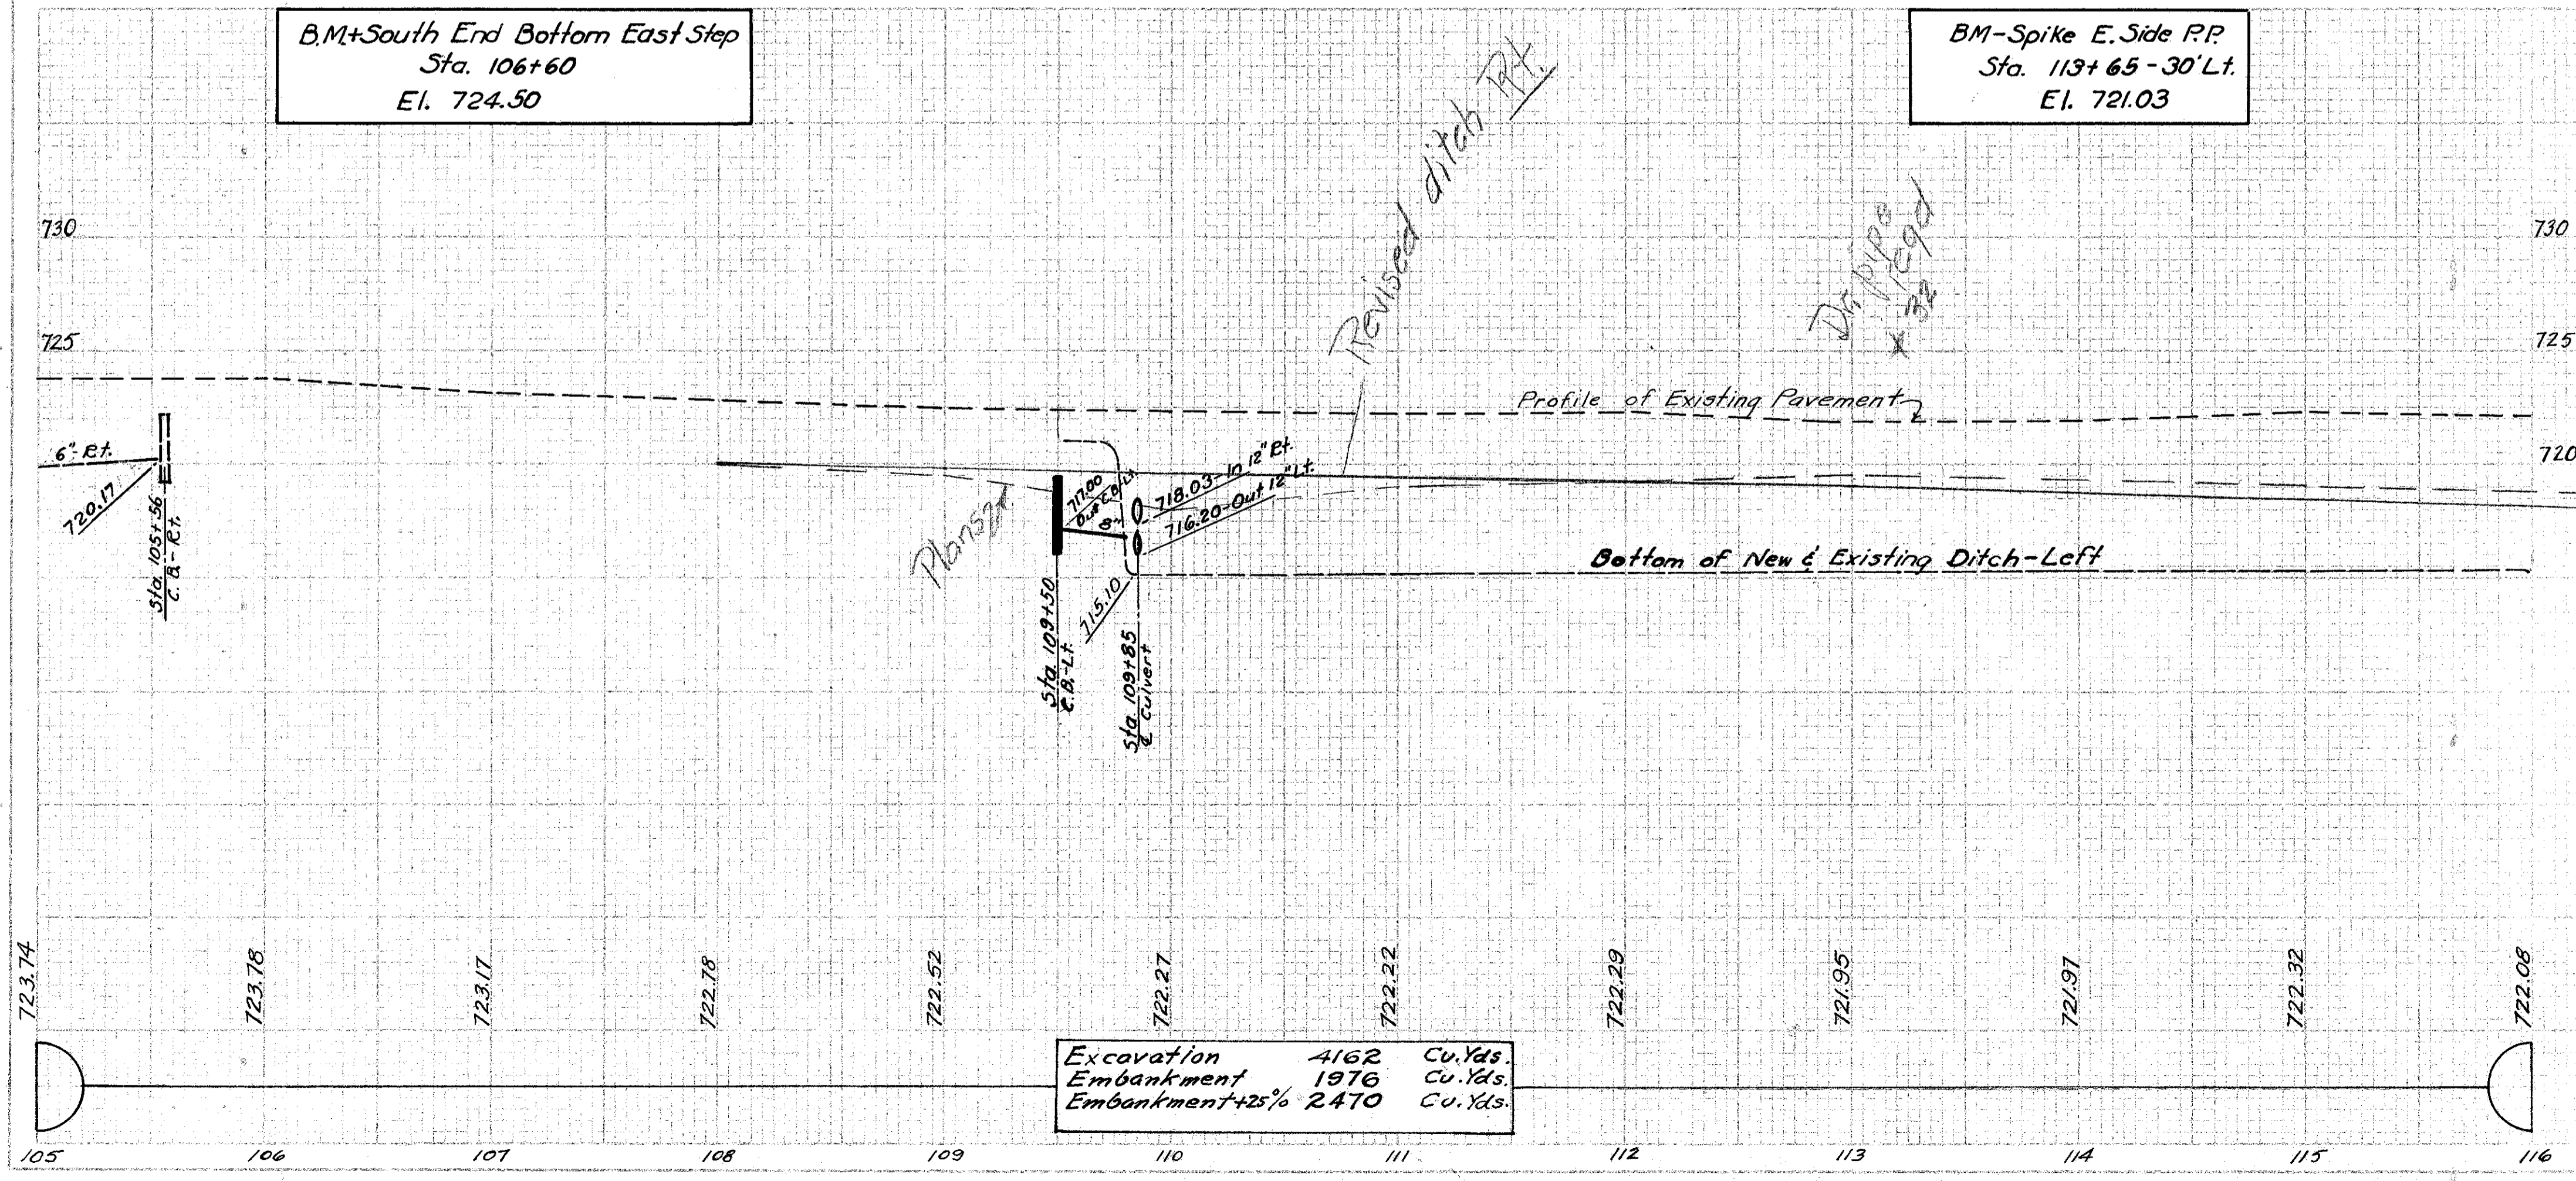 B.M.+South End Bottom East Step
Sta. 106+60
El. 724.50
BM-Spike E. Side P.P.
Sta. 113+65-30' Lt.
El. 721.03
Revised ditch Rt.
Dr. pipe
reqd
x 32
730
730
725
725
720
Profile of Existing Pavement
6"-Rt.
720.17
Sta. 105+56
C.B.-Rt.
717.00
Out C.B. Lt.
8"
718.03-In 12" Rt.
716.20-Out 12" Lt.
715.10
Bottom of New & Existing Ditch-Left
Sta. 109+50
C.B.-Lt.
Sta. 109+85
℄ Culvert
723.74
723.78
723.17
722.78
722.52
722.27
722.22
722.29
721.95
721.97
722.32
722.08
Excavation 4162 Cu.Yds.
Embankment 1976 Cu.Yds.
Embankment+25% 2470 Cu.Yds.
105 106 107 108 109 110 111 112 113 114 115 116